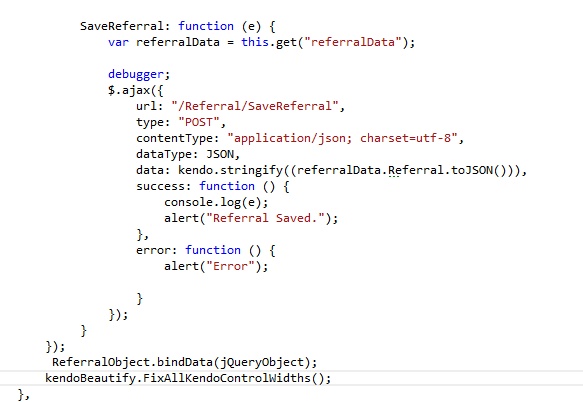 SaveReferral: function (e) {
var referralData = this.get("referralData");
debugger;
$.ajax({
url: "/Referral/SaveReferral",
type: "POST",
contentType: "application/json; charset=utf-8",
dataType: JSON,
data: kendo.stringify((referralData.Referral.toJSON())),
success: function () {
console.log(e);
alert("Referral Saved.");
},
error: function () {
alert("Error");
}
});
}
});
ReferralObject.bindData(jQueryObject);
kendoBeautify.FixAllKendoControlWidths();
},